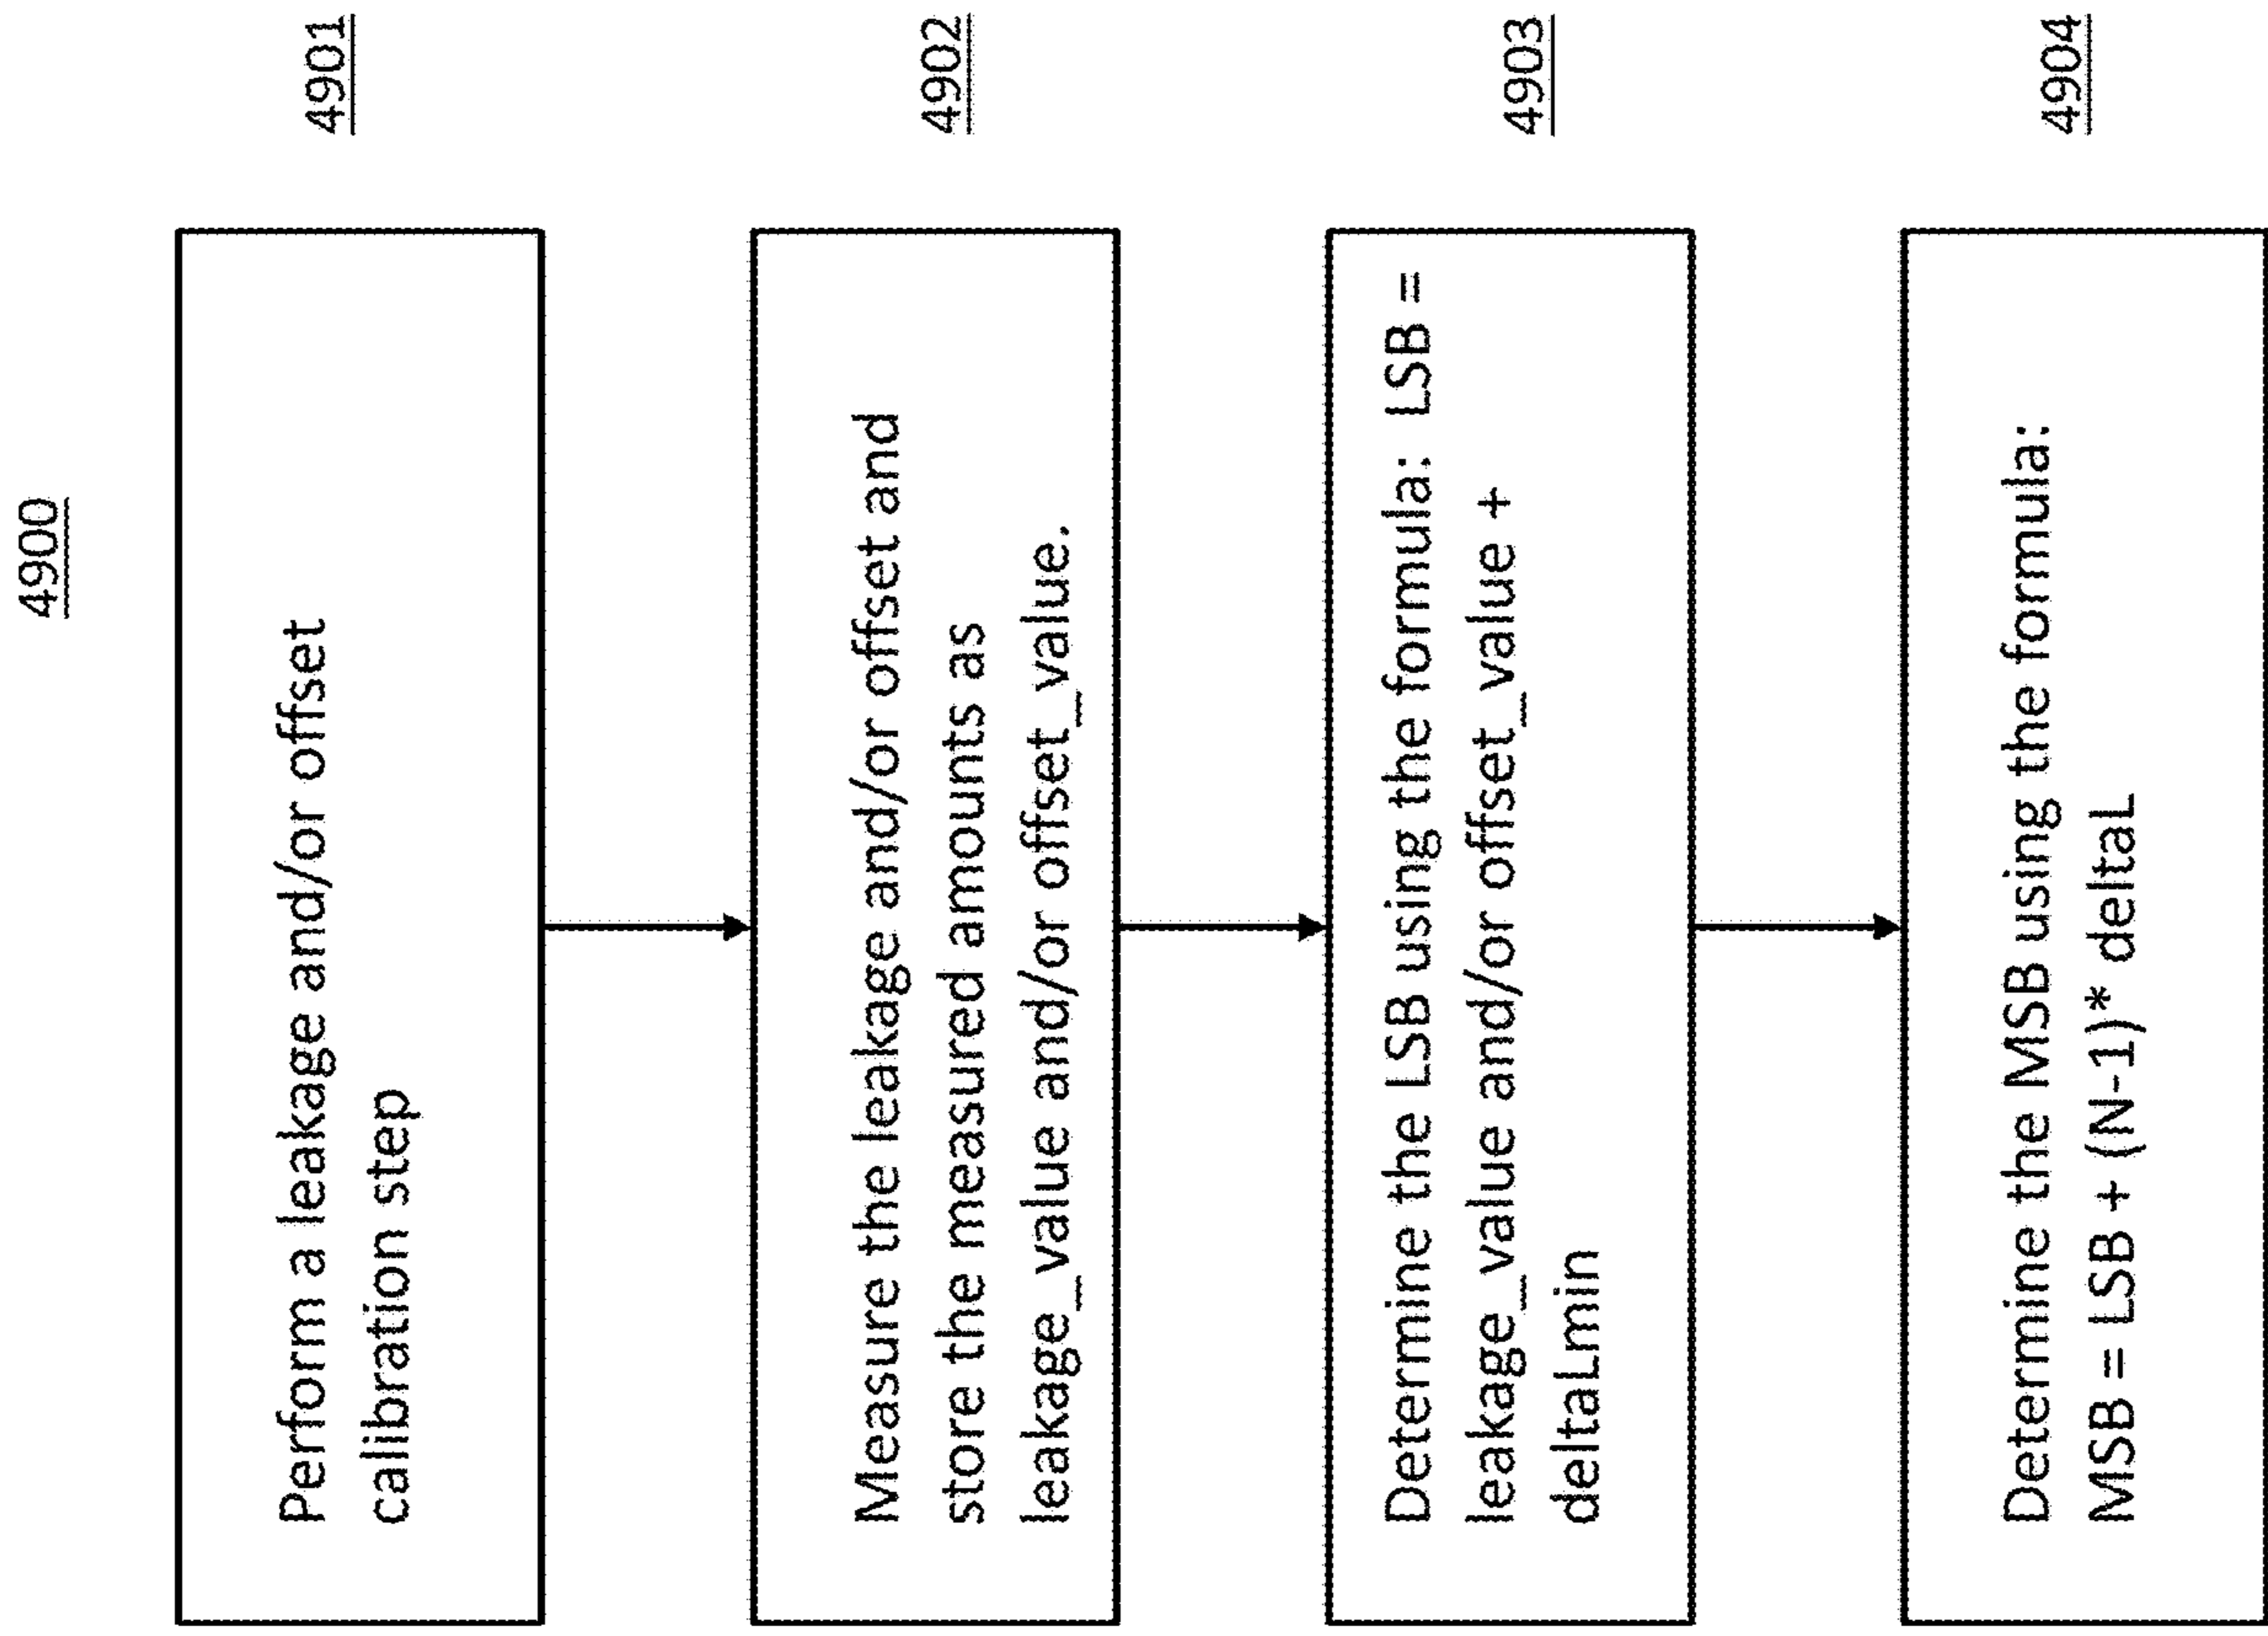 4900
Perform a leakage and/or offset
calibration step
4901
Measure the leakage and/or offset and
store the measured amounts as
leakage_value and/or offset_value.
4902
Determine the LSB using the formula: LSB =
leakage_value and/or offset_value +
deltaLmin
4903
Determine the MSB using the formula:
MSB = LSB + (N-1)* deltaL
4904